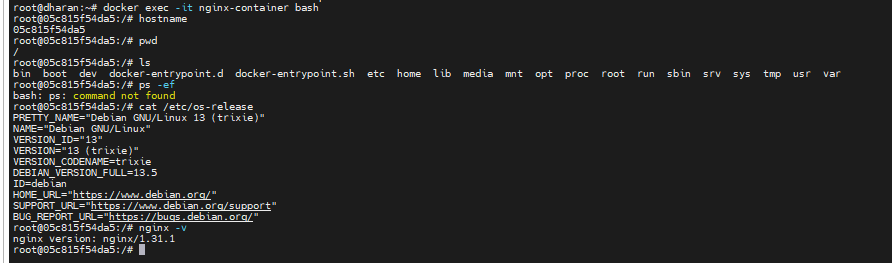 root@dharan:~# docker exec -it nginx-container bash
root@05c815f54da5:/# hostname
05c815f54da5
root@05c815f54da5:/# pwd
/
root@05c815f54da5:/# ls
bin  boot  dev  docker-entrypoint.d  docker-entrypoint.sh  etc  home  lib  media  mnt  opt  proc  root  run  sbin  srv  sys  tmp  usr  var
root@05c815f54da5:/# ps -ef
bash: ps: command not found
root@05c815f54da5:/# cat /etc/os-release
PRETTY_NAME="Debian GNU/Linux 13 (trixie)"
NAME="Debian GNU/Linux"
VERSION_ID="13"
VERSION="13 (trixie)"
VERSION_CODENAME=trixie
DEBIAN_VERSION_FULL=13.5
ID=debian
HOME_URL="https://www.debian.org/"
SUPPORT_URL="https://www.debian.org/support"
BUG_REPORT_URL="https://bugs.debian.org/"
root@05c815f54da5:/# nginx -v
nginx version: nginx/1.31.1
root@05c815f54da5:/#